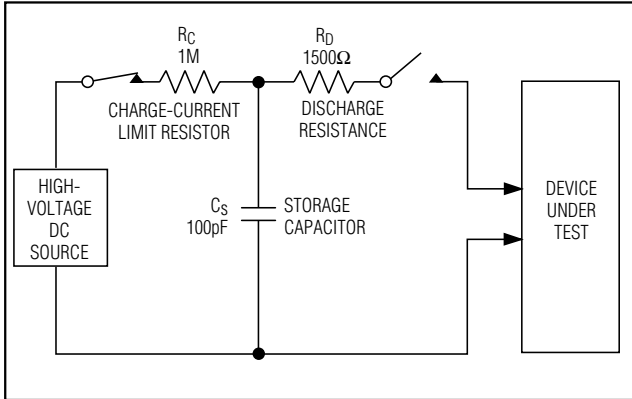 R_C
1M
CHARGE-CURRENT
LIMIT RESISTOR
R_D
1500Ω
DISCHARGE
RESISTANCE
HIGH-
VOLTAGE
DC
SOURCE
C_S
100pF
STORAGE
CAPACITOR
DEVICE
UNDER
TEST